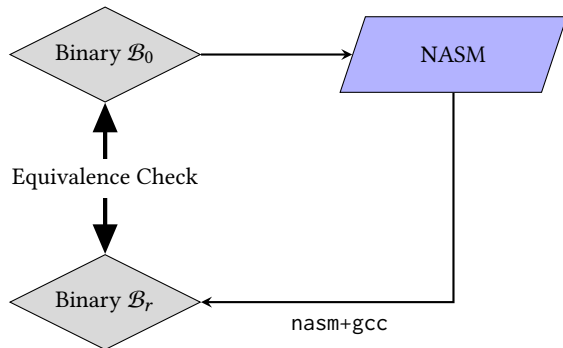 Binary ℬ₀
NASM
Equivalence Check
Binary ℬᵣ
nasm+gcc